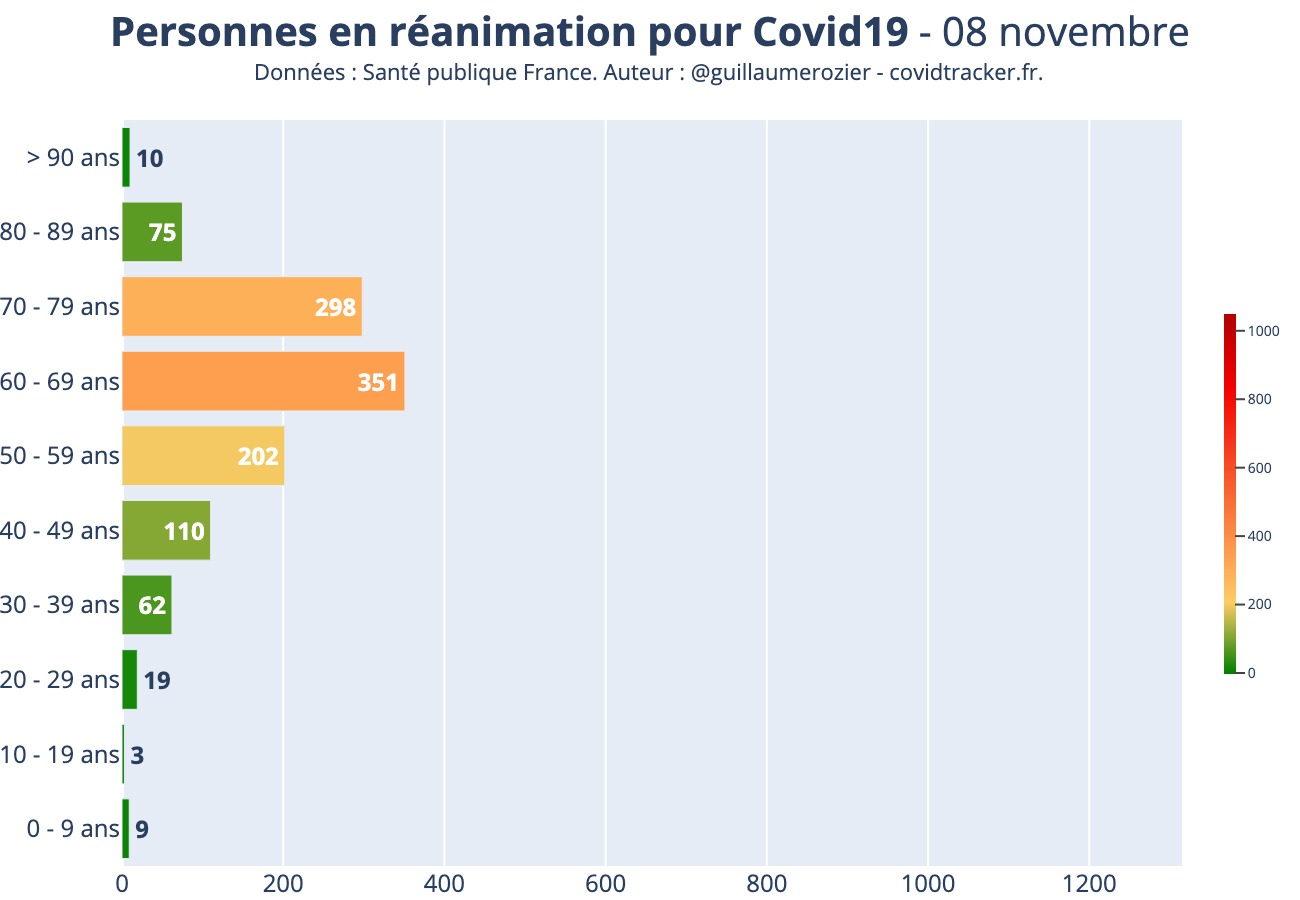 Personnes en réanimation pour Covid19 - 08 novembre
Données : Santé publique France. Auteur : @guillaumerozier - covidtracker.fr.
> 90 ans 10
80 - 89 ans 75
70 - 79 ans 298
60 - 69 ans 351
50 - 59 ans 202
40 - 49 ans 110
30 - 39 ans 62
20 - 29 ans 19
10 - 19 ans 3
0 - 9 ans 9
0 200 400 600 800 1000 1200
1000
800
600
400
200
0